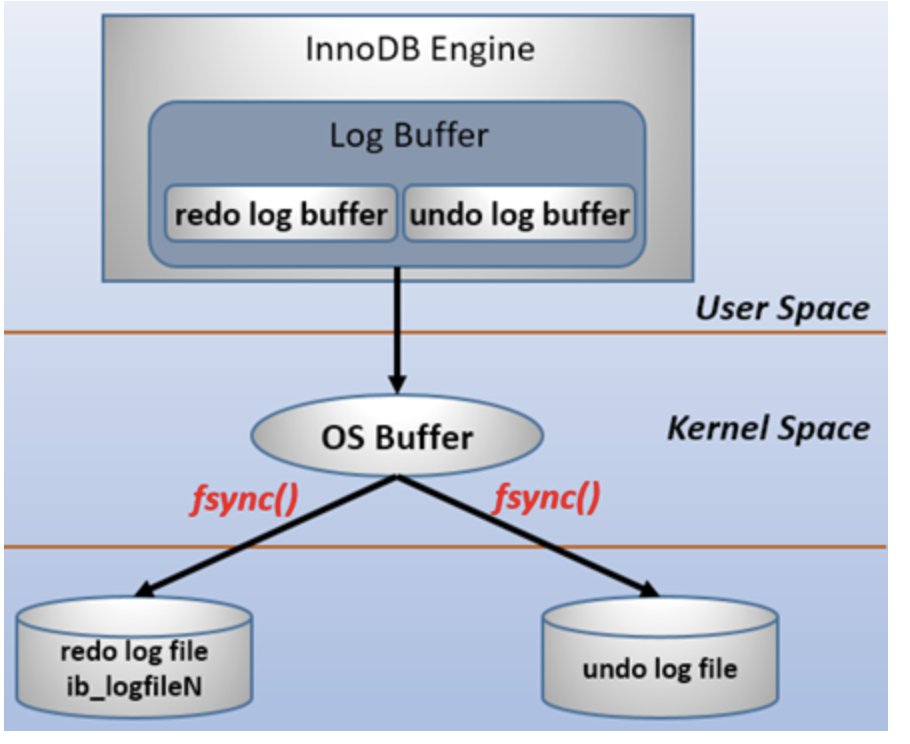 InnoDB Engine
Log Buffer
redo log buffer
undo log buffer
User Space
OS Buffer
Kernel Space
fsync()
fsync()
redo log file
ib_logfileN
undo log file